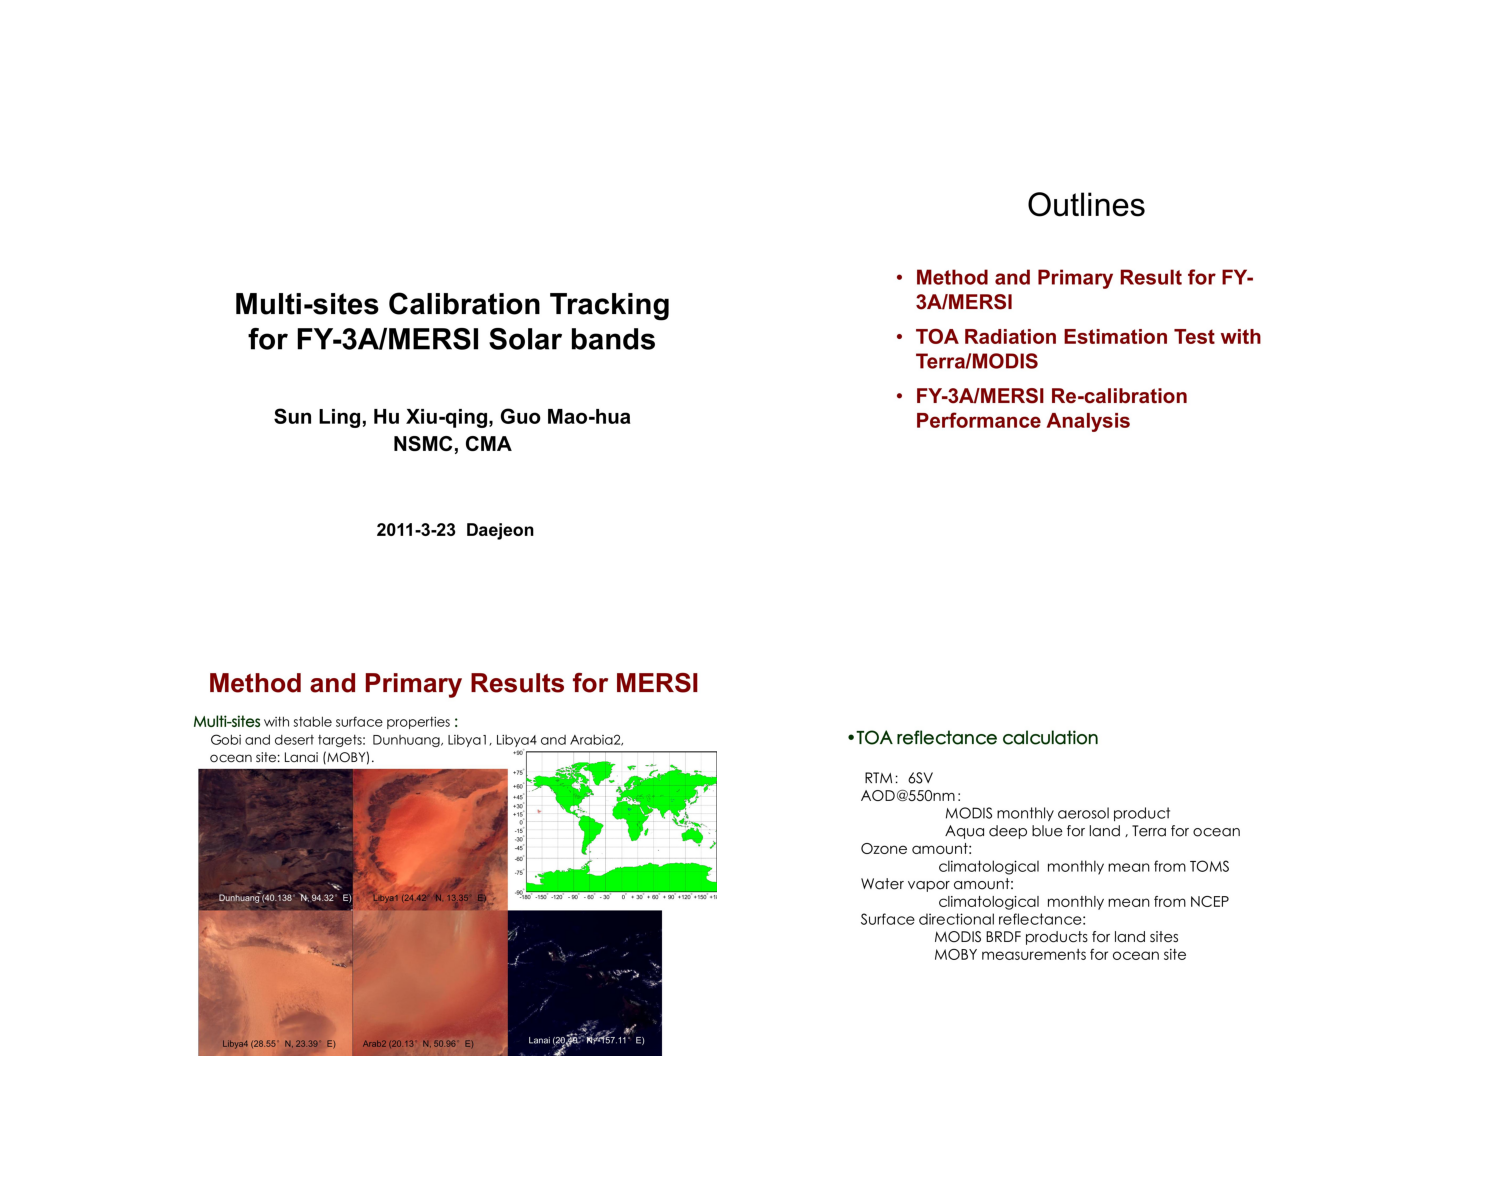 Multi-sites Calibration Tracking
for FY-3A/MERSI Solar bands
Sun Ling, Hu Xiu-qing, Guo Mao-hua
NSMC, CMA
2011-3-23 Daejeon
Outlines
• Method and Primary Result for FY-
3A/MERSI
• TOA Radiation Estimation Test with
Terra/MODIS
• FY-3A/MERSI Re-calibration
Performance Analysis
Method and Primary Results for MERSI
Multi-sites with stable surface properties :
Gobi and desert targets: Dunhuang, Libya1, Libya4 and Arabia2,
ocean site: Lanai (MOBY).
+90°
+75°
+60°
+45°
+30°
+15°
0°
-15°
-30°
-45°
-60°
-75°
-90°
-180° -150° -120° -90° -60° -30° 0° +30° +60° +90° +120° +150°
Dunhuang (40.138° N, 94.32° E)
Libya1 (24.42° N, 13.35° E)
Libya4 (28.55° N, 23.39° E)
Arab2 (20.13° N, 50.96° E)
Lanai N, -157.11° E)
•TOA reflectance calculation
RTM: 6SV
AOD@550nm:
MODIS monthly aerosol product
Aqua deep blue for land , Terra for ocean
Ozone amount:
climatological monthly mean from TOMS
Water vapor amount:
climatological monthly mean from NCEP
Surface directional reflectance:
MODIS BRDF products for land sites
MOBY measurements for ocean site